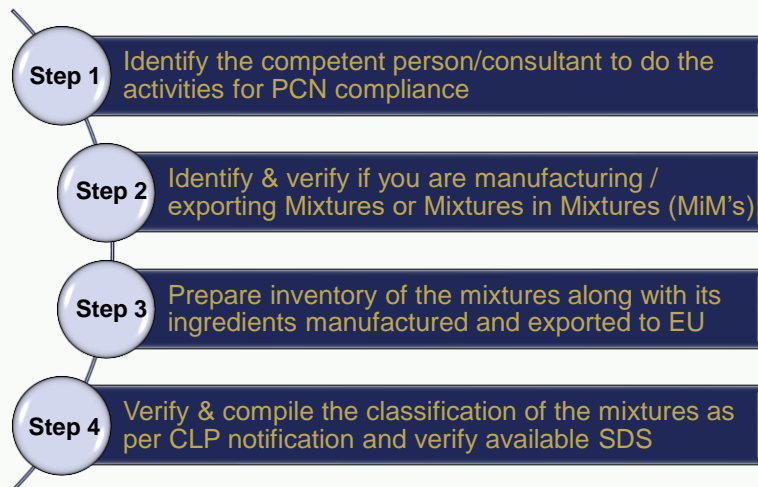 Step 1
Identify the competent person/consultant to do the
activities for PCN compliance
Step 2
Identify & verify if you are manufacturing /
exporting Mixtures or Mixtures in Mixtures (MiM's)
Step 3
Prepare inventory of the mixtures along with its
ingredients manufactured and exported to EU
Step 4
Verify & compile the classification of the mixtures as
per CLP notification and verify available SDS